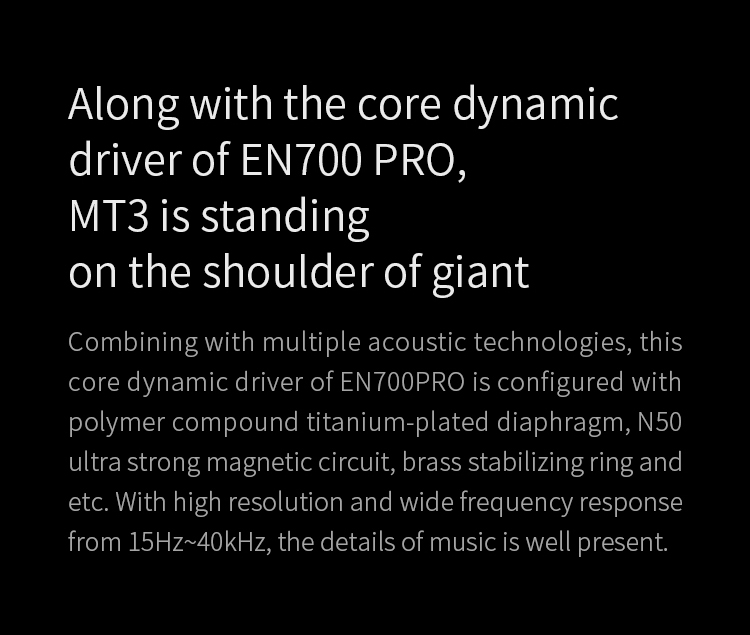 Along with the core dynamic
driver of EN700 PRO,
MT3 is standing
on the shoulder of giant
Combining with multiple acoustic technologies, this
core dynamic driver of EN700PRO is configured with
polymer compound titanium-plated diaphragm, N50
ultra strong magnetic circuit, brass stabilizing ring and
etc. With high resolution and wide frequency response
from 15Hz~40kHz, the details of music is well present.